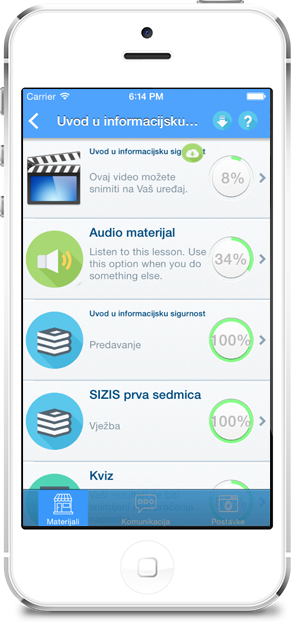 Carrier 6:14 PM
Uvod u informacijsku...
Uvod u informacijsku
Ovaj video možete
snimiti na Vaš uređaj.
8%
Audio materijal
Listen to this lesson. Use
this option when you do
something else.
34%
Uvod u informacijsku sigurnost
Predavanje
100%
SIZIS prva sedmica
Vježba
100%
Kviz
Materijali
Komunikacija
Postavke